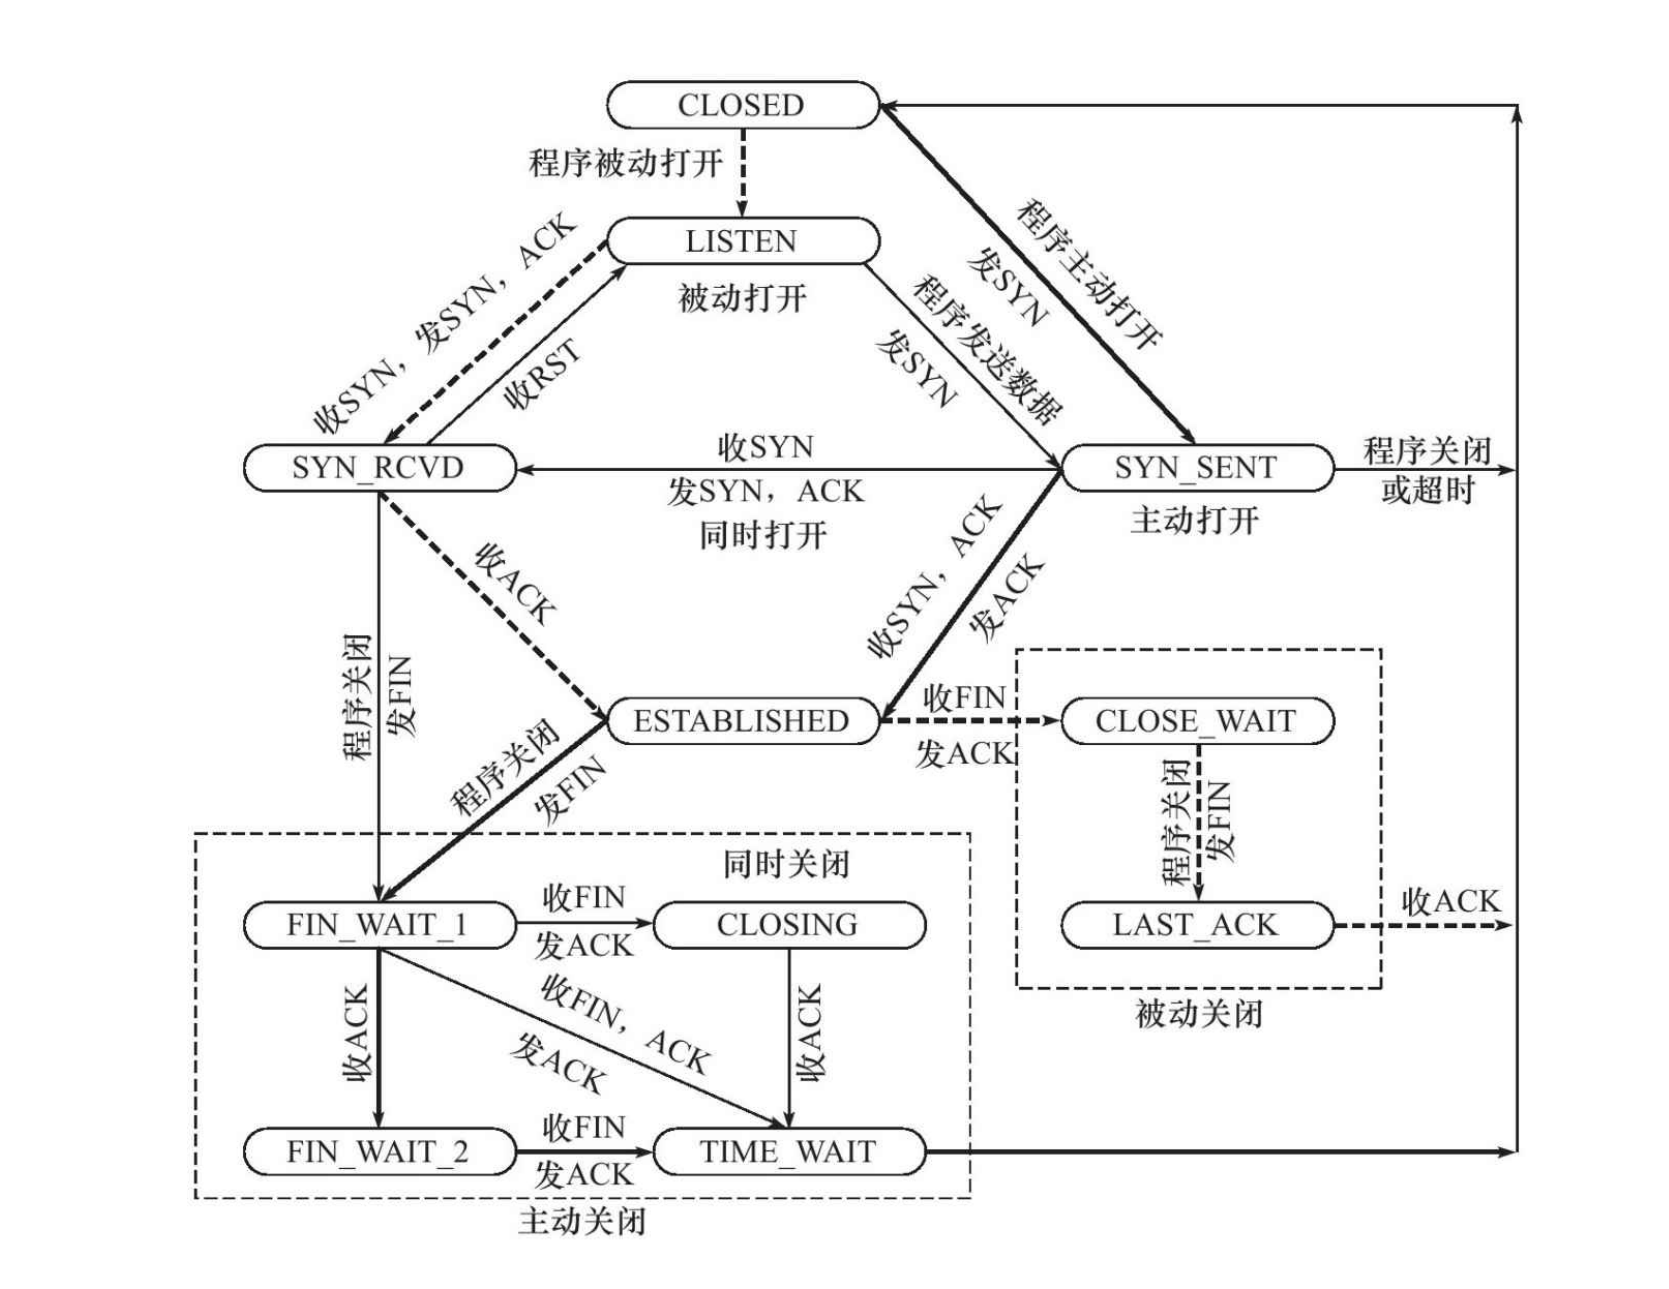 CLOSED
程序被动打开
LISTEN
被动打开
收SYN，发SYN，ACK
收RST
程序主动打开
发SYN
程序发送数据
发SYN
SYN_RCVD
收SYN
发SYN，ACK
同时打开
SYN_SENT
主动打开
程序关闭
或超时
收ACK
收SYN，ACK
发ACK
程序关闭
发FIN
ESTABLISHED
收FIN
发ACK
CLOSE_WAIT
程序关闭
发FIN
程序关闭
发FIN
同时关闭
FIN_WAIT_1
收FIN
发ACK
CLOSING
LAST_ACK
收ACK
被动关闭
收ACK
收FIN，ACK
发ACK
收ACK
FIN_WAIT_2
收FIN
发ACK
TIME_WAIT
主动关闭